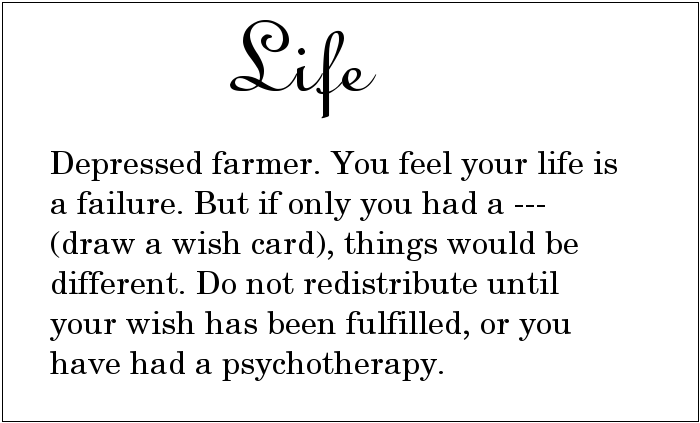 Life
Depressed farmer. You feel your life is
a failure. But if only you had a ---
(draw a wish card), things would be
different. Do not redistribute until
your wish has been fulfilled, or you
have had a psychotherapy.